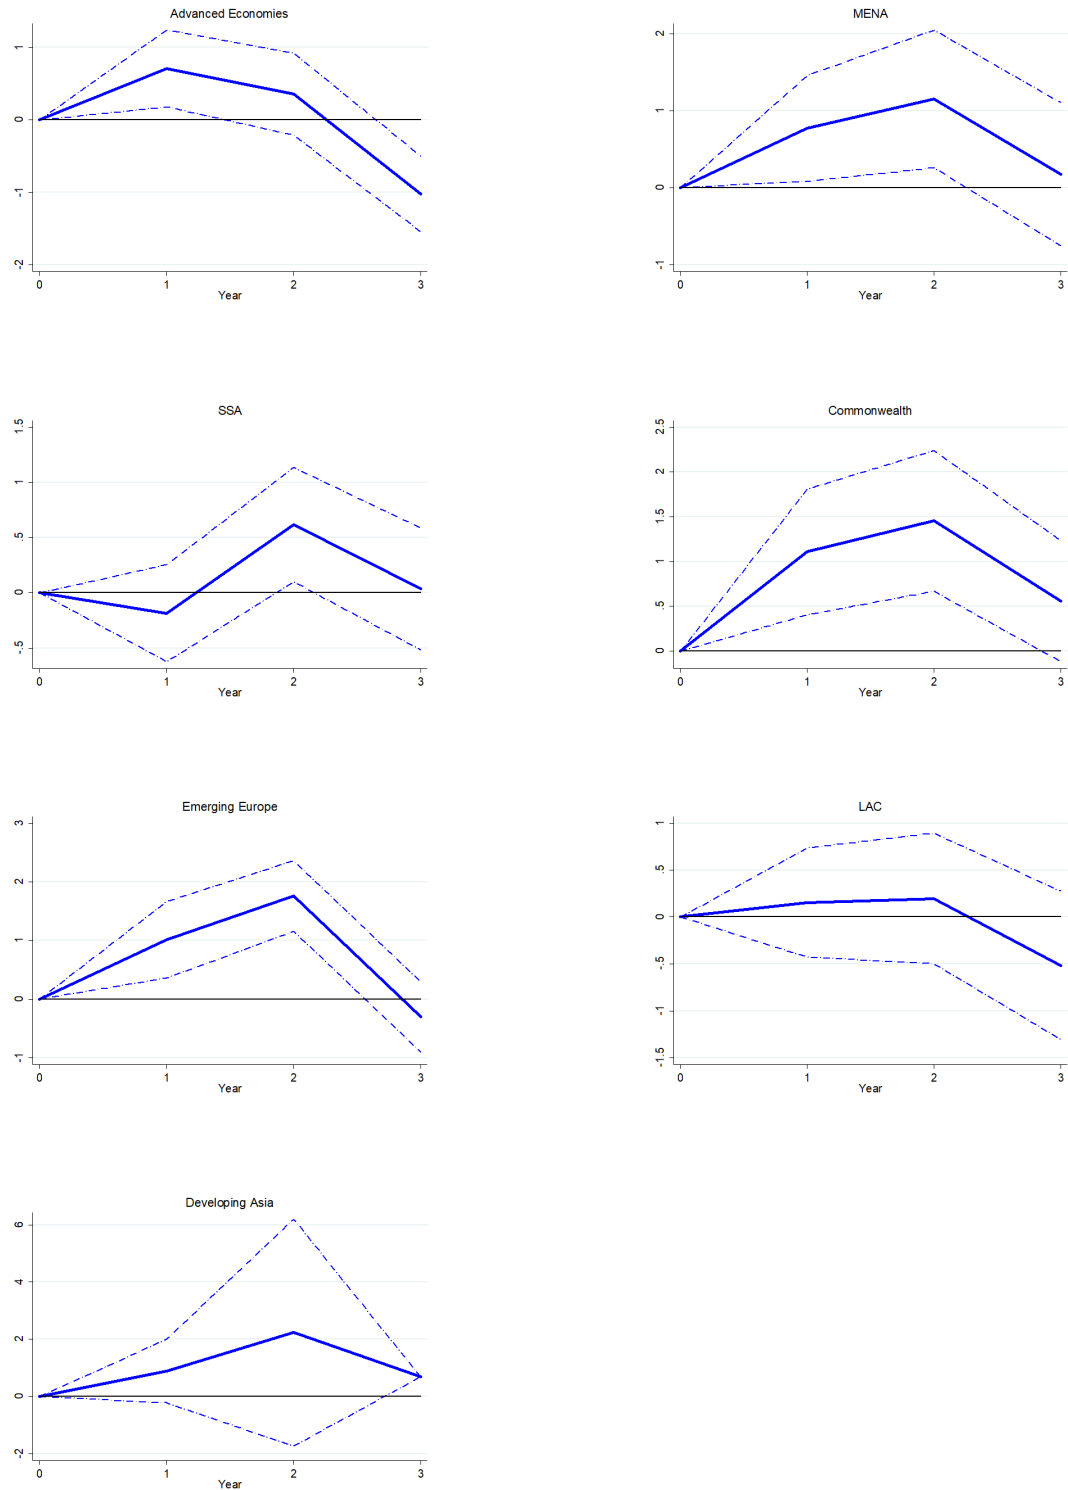 Advanced Economies
1
0
-1
-2
0 1 2 3
Year
MENA
2
1
0
-1
0 1 2 3
Year
SSA
1.5
1
.5
0
-.5
0 1 2 3
Year
Commonwealth
2.5
2
1.5
1
.5
0
0 1 2 3
Year
Emerging Europe
3
2
1
0
-1
0 1 2 3
Year
LAC
1
.5
0
-.5
-1
-1.5
0 1 2 3
Year
Developing Asia
6
4
2
0
-2
0 1 2 3
Year